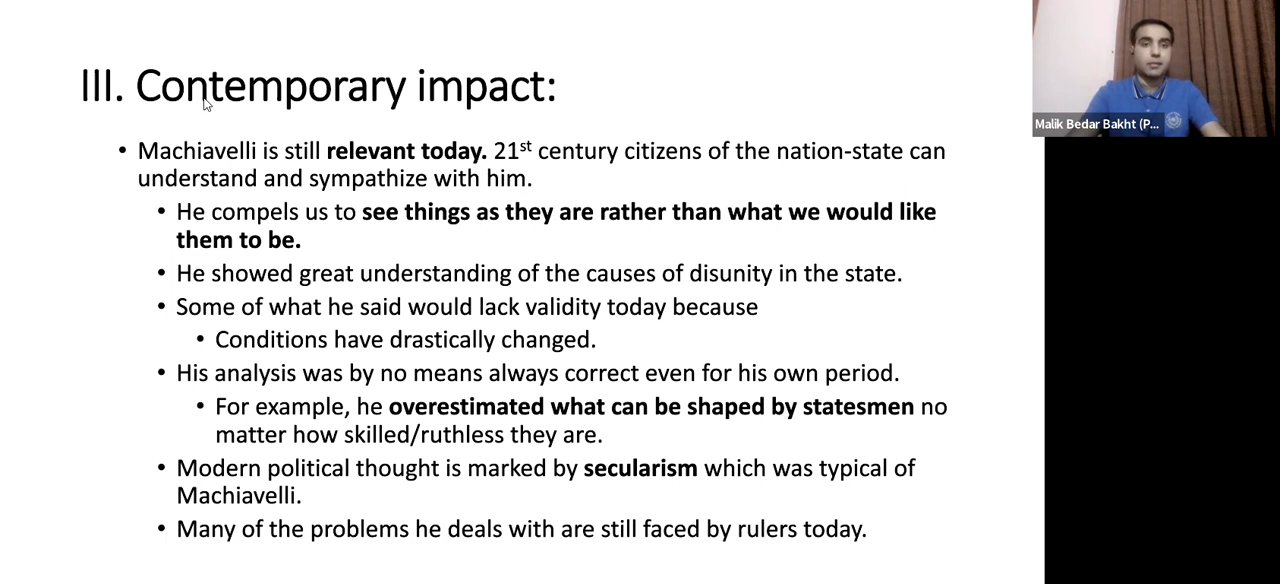 III. Contemporary impact:
• Machiavelli is still relevant today. 21st century citizens of the nation-state can
understand and sympathize with him.
• He compels us to see things as they are rather than what we would like
them to be.
• He showed great understanding of the causes of disunity in the state.
• Some of what he said would lack validity today because
• Conditions have drastically changed.
• His analysis was by no means always correct even for his own period.
• For example, he overestimated what can be shaped by statesmen no
matter how skilled/ruthless they are.
• Modern political thought is marked by secularism which was typical of
Machiavelli.
• Many of the problems he deals with are still faced by rulers today.
Malik Bedar Bakht (P...